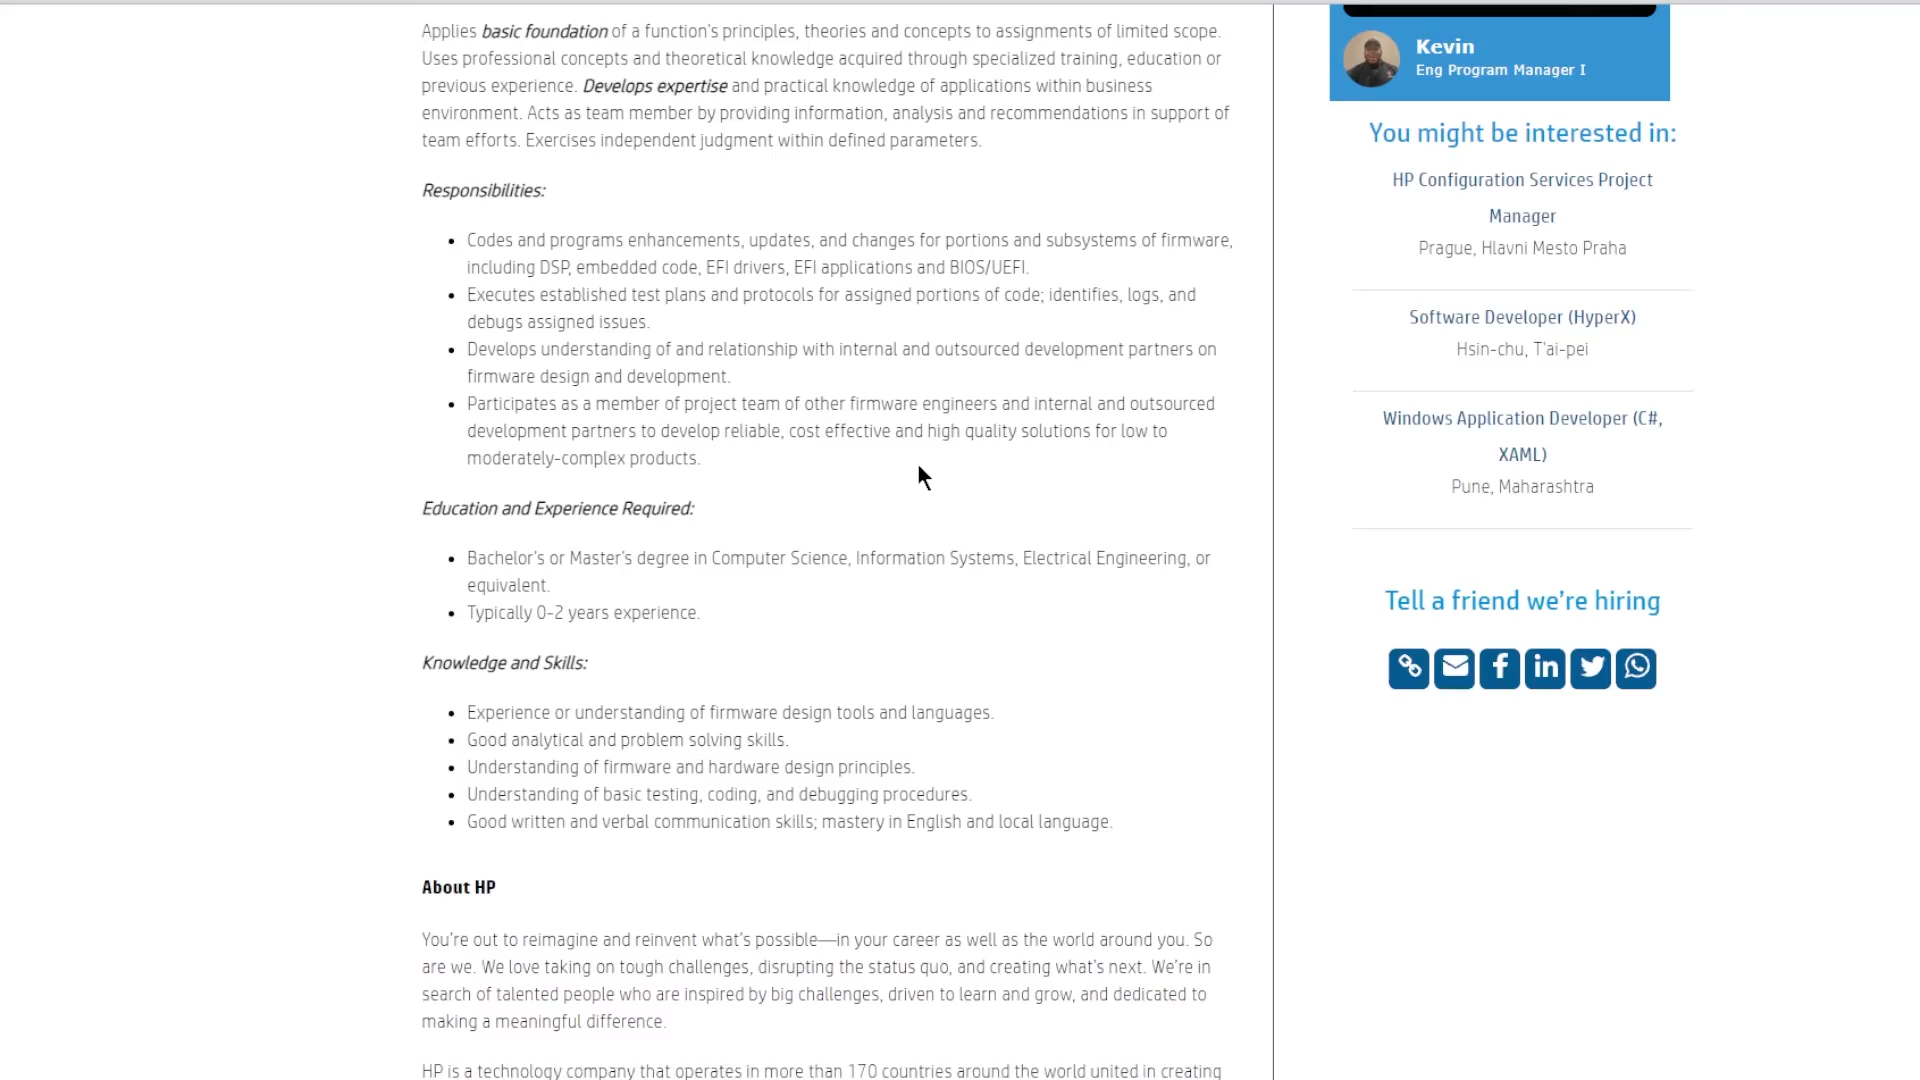 Applies basic foundation of a function's principles, theories and concepts to assignments of limited scope.
Uses professional concepts and theoretical knowledge acquired through specialized training, education or
previous experience. Develops expertise and practical knowledge of applications within business
environment. Acts as team member by providing information, analysis and recommendations in support of
team efforts. Exercises independent judgment within defined parameters.
Responsibilities:
• Codes and programs enhancements, updates, and changes for portions and subsystems of firmware,
including DSP, embedded code, EFI drivers, EFI applications and BIOS/UEFI.
• Executes established test plans and protocols for assigned portions of code; identifies, logs, and
debugs assigned issues.
• Develops understanding of and relationship with internal and outsourced development partners on
firmware design and development.
• Participates as a member of project team of other firmware engineers and internal and outsourced
development partners to develop reliable, cost effective and high quality solutions for low to
moderately-complex products.
Education and Experience Required:
• Bachelor's or Master's degree in Computer Science, Information Systems, Electrical Engineering, or
equivalent.
• Typically 0-2 years experience.
Knowledge and Skills:
• Experience or understanding of firmware design tools and languages.
• Good analytical and problem solving skills.
• Understanding of firmware and hardware design principles.
• Understanding of basic testing, coding, and debugging procedures.
• Good written and verbal communication skills; mastery in English and local language.
About HP
You're out to reimagine and reinvent what's possible—in your career as well as the world around you. So
are we. We love taking on tough challenges, disrupting the status quo, and creating what's next. We're in
search of talented people who are inspired by big challenges, driven to learn and grow, and dedicated to
making a meaningful difference.
HP is a technology company that operates in more than 170 countries around the world united in creating
Kevin
Eng Program Manager I
You might be interested in:
HP Configuration Services Project
Manager
Prague, Hlavni Mesto Praha
Software Developer (HyperX)
Hsin-chu, T'ai-pei
Windows Application Developer (C#,
XAML)
Pune, Maharashtra
Tell a friend we're hiring